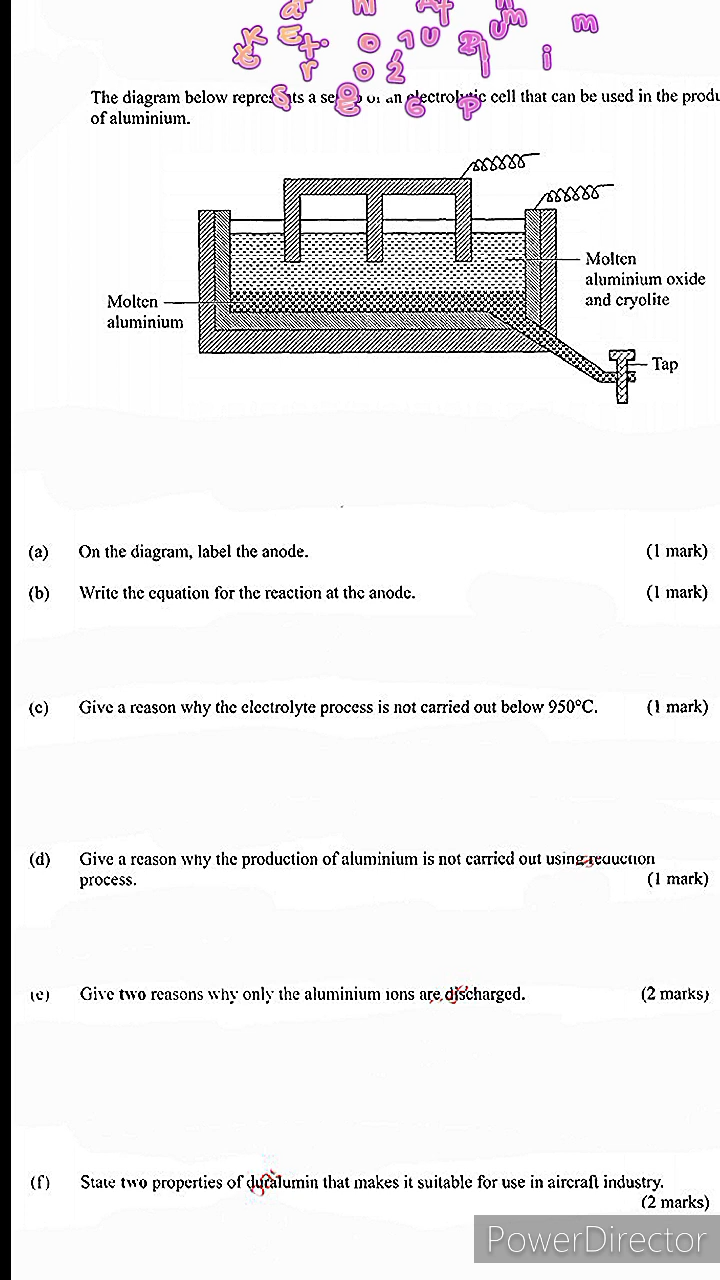 The diagram below represents a set of an electrolytic cell that can be used in the produ
of aluminium.
Molten
aluminium oxide
and cryolite
Molten
aluminium
Tap
(a) On the diagram, label the anode. (1 mark)
(b) Write the equation for the reaction at the anode. (1 mark)
(c) Give a reason why the electrolyte process is not carried out below 950°C. (1 mark)
(d) Give a reason why the production of aluminium is not carried out using reduction
process. (1 mark)
(e) Give two reasons why only the aluminium ions are discharged. (2 marks)
(f) State two properties of duralumin that makes it suitable for use in aircraft industry.
(2 marks)
PowerDirector